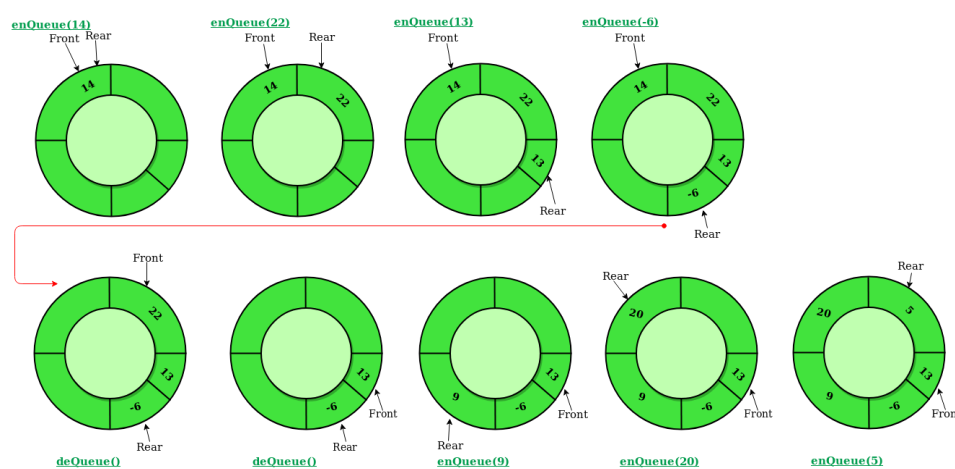 enQueue(14)
Front
Rear
14
enQueue(22)
Front
Rear
14
22
enQueue(13)
Front
14
22
13
Rear
enQueue(-6)
Front
14
22
13
-6
Rear
Front
22
13
-6
Rear
deQueue()
13
-6
Front
Rear
deQueue()
13
9
-6
Front
Rear
enQueue(9)
Rear
20
13
9
-6
Front
enQueue(20)
Rear
20
5
13
9
-6
Fron
enQueue(5)